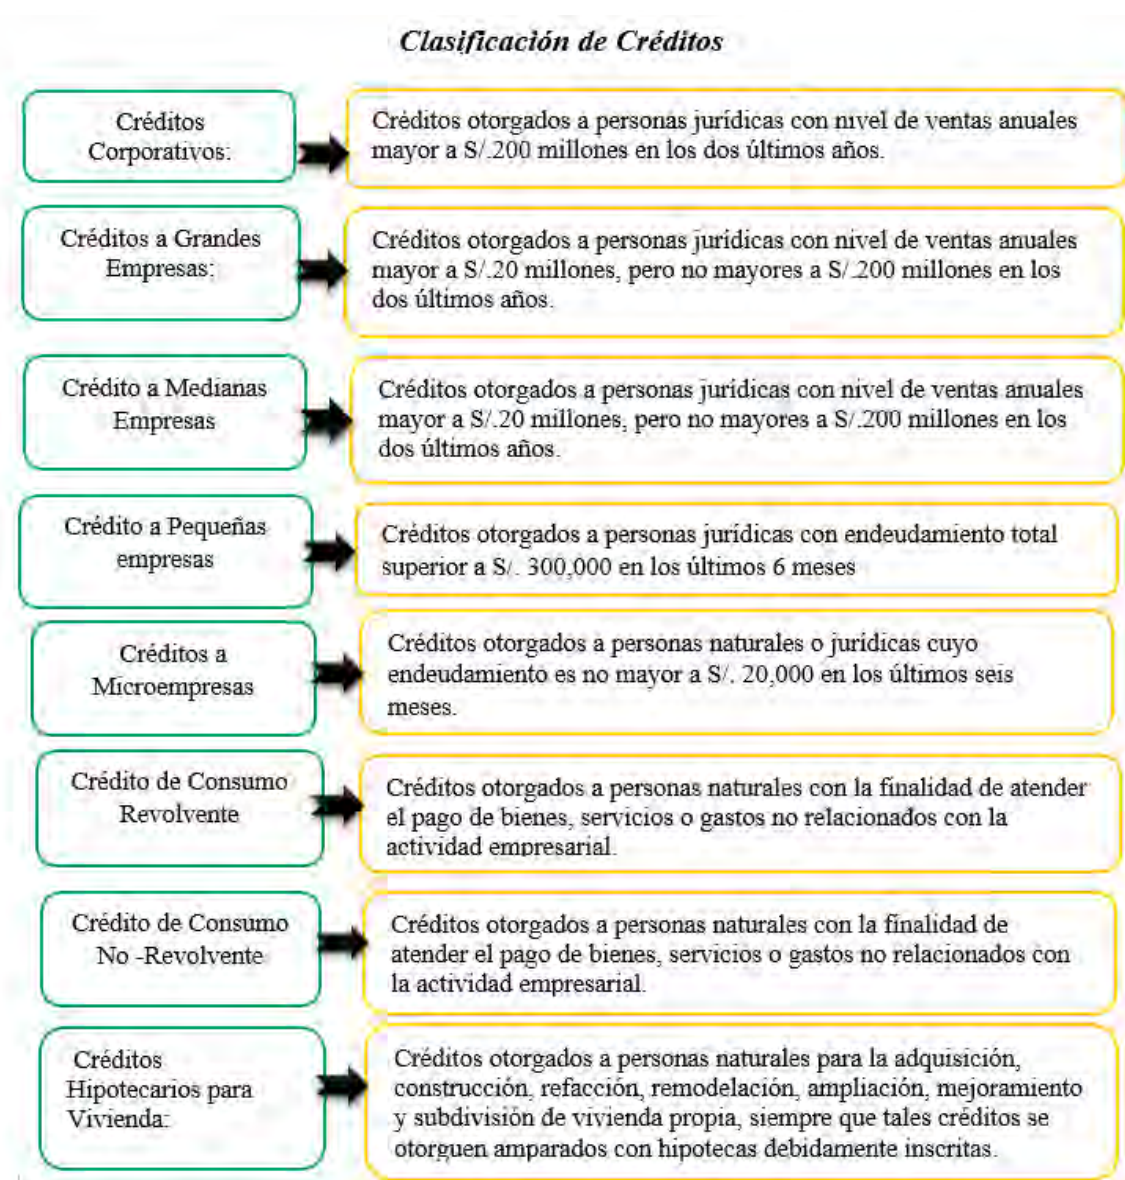 Clasificación de Créditos
Créditos
Corporativos:
Créditos otorgados a personas jurídicas con nivel de ventas anuales
mayor a S/.200 millones en los dos últimos años.
Créditos a Grandes
Empresas:
Créditos otorgados a personas jurídicas con nivel de ventas anuales
mayor a S/.20 millones, pero no mayores a S/.200 millones en los
dos últimos años.
Crédito a Medianas
Empresas
Créditos otorgados a personas jurídicas con nivel de ventas anuales
mayor a S/.20 millones, pero no mayores a S/.200 millones en los
dos últimos años.
Crédito a Pequeñas
empresas
Créditos otorgados a personas jurídicas con endeudamiento total
superior a S/. 300,000 en los últimos 6 meses
Créditos a
Microempresas
Créditos otorgados a personas naturales o jurídicas cuyo
endeudamiento es no mayor a S/. 20,000 en los últimos seis
meses.
Crédito de Consumo
Revolvente
Créditos otorgados a personas naturales con la finalidad de atender
el pago de bienes, servicios o gastos no relacionados con la
actividad empresarial.
Crédito de Consumo
No -Revolvente
Créditos otorgados a personas naturales con la finalidad de
atender el pago de bienes, servicios o gastos no relacionados con
la actividad empresarial.
Créditos
Hipotecarios para
Vivienda:
Créditos otorgados a personas naturales para la adquisición,
construcción, refacción, remodelación, ampliación, mejoramiento
y subdivisión de vivienda propia, siempre que tales créditos se
otorguen amparados con hipotecas debidamente inscritas.